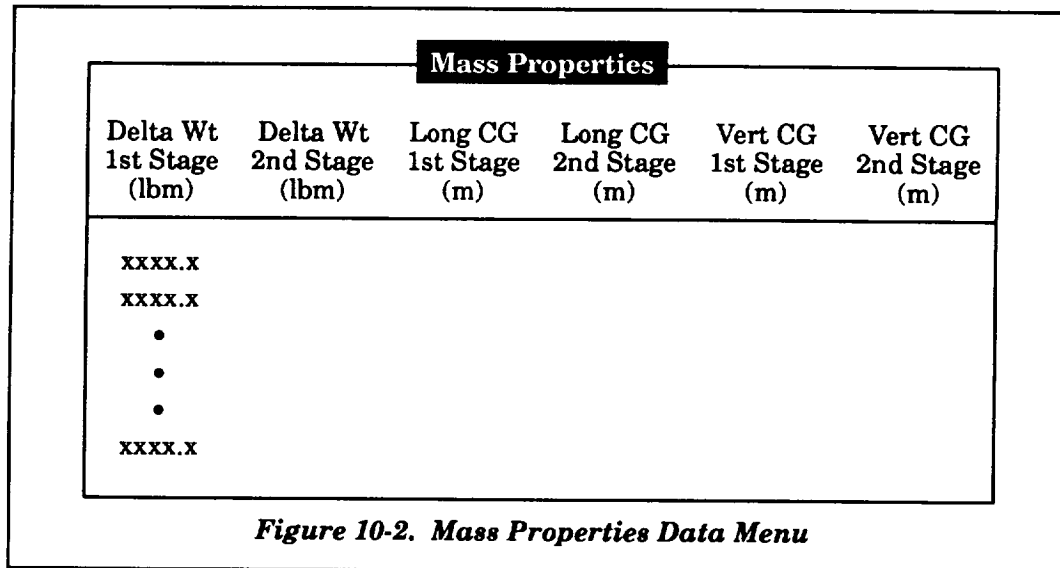 Mass Properties
Delta Wt Delta Wt Long CG Long CG Vert CG Vert CG
1st Stage 2nd Stage 1st Stage 2nd Stage 1st Stage 2nd Stage
(lbm) (lbm) (m) (m) (m) (m)
xxxx.x
xxxx.x
•
•
•
xxxx.x
Figure 10-2. Mass Properties Data Menu